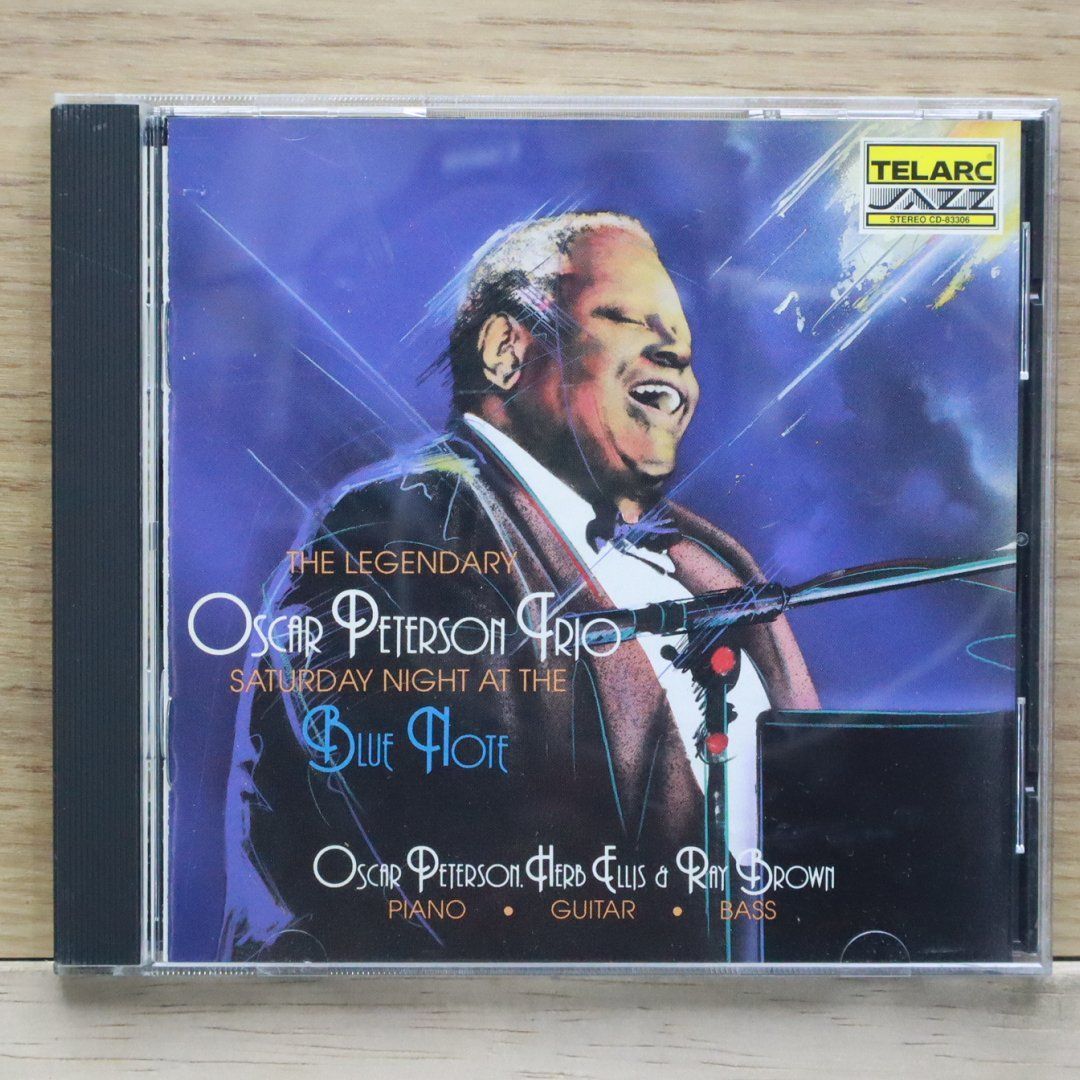 TELARC
JAZZ
STEREO CD-83306
THE LEGENDARY
OSCAR PETERSON TRIO
SATURDAY NIGHT AT THE
BLUE NOTE
OSCAR PETERSON, HERB ELLIS & RAY BROWN
PIANO • GUITAR • BASS